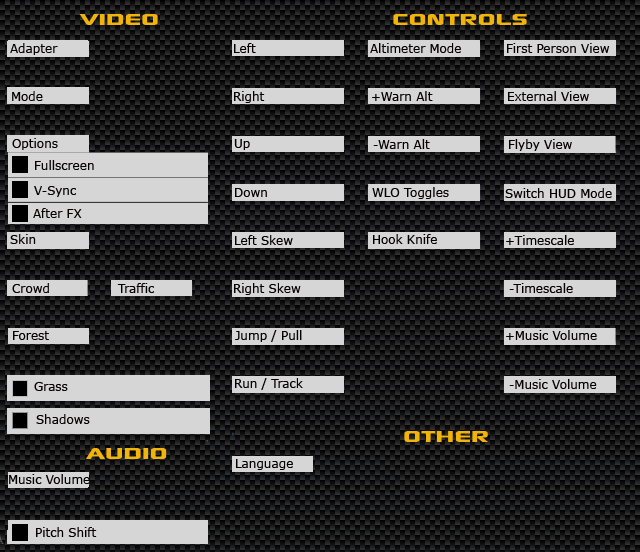 VIDEO
Adapter
Mode
Options
Fullscreen
V-Sync
After FX
Skin
Crowd
Traffic
Forest
Grass
Shadows
AUDIO
Music Volume
Pitch Shift
CONTROLS
Left
Right
Up
Down
Left Skew
Right Skew
Jump / Pull
Run / Track
Altimeter Mode
+Warn Alt
-Warn Alt
WLO Toggles
Hook Knife
First Person View
External View
Flyby View
Switch HUD Mode
+Timescale
-Timescale
+Music Volume
-Music Volume
OTHER
Language